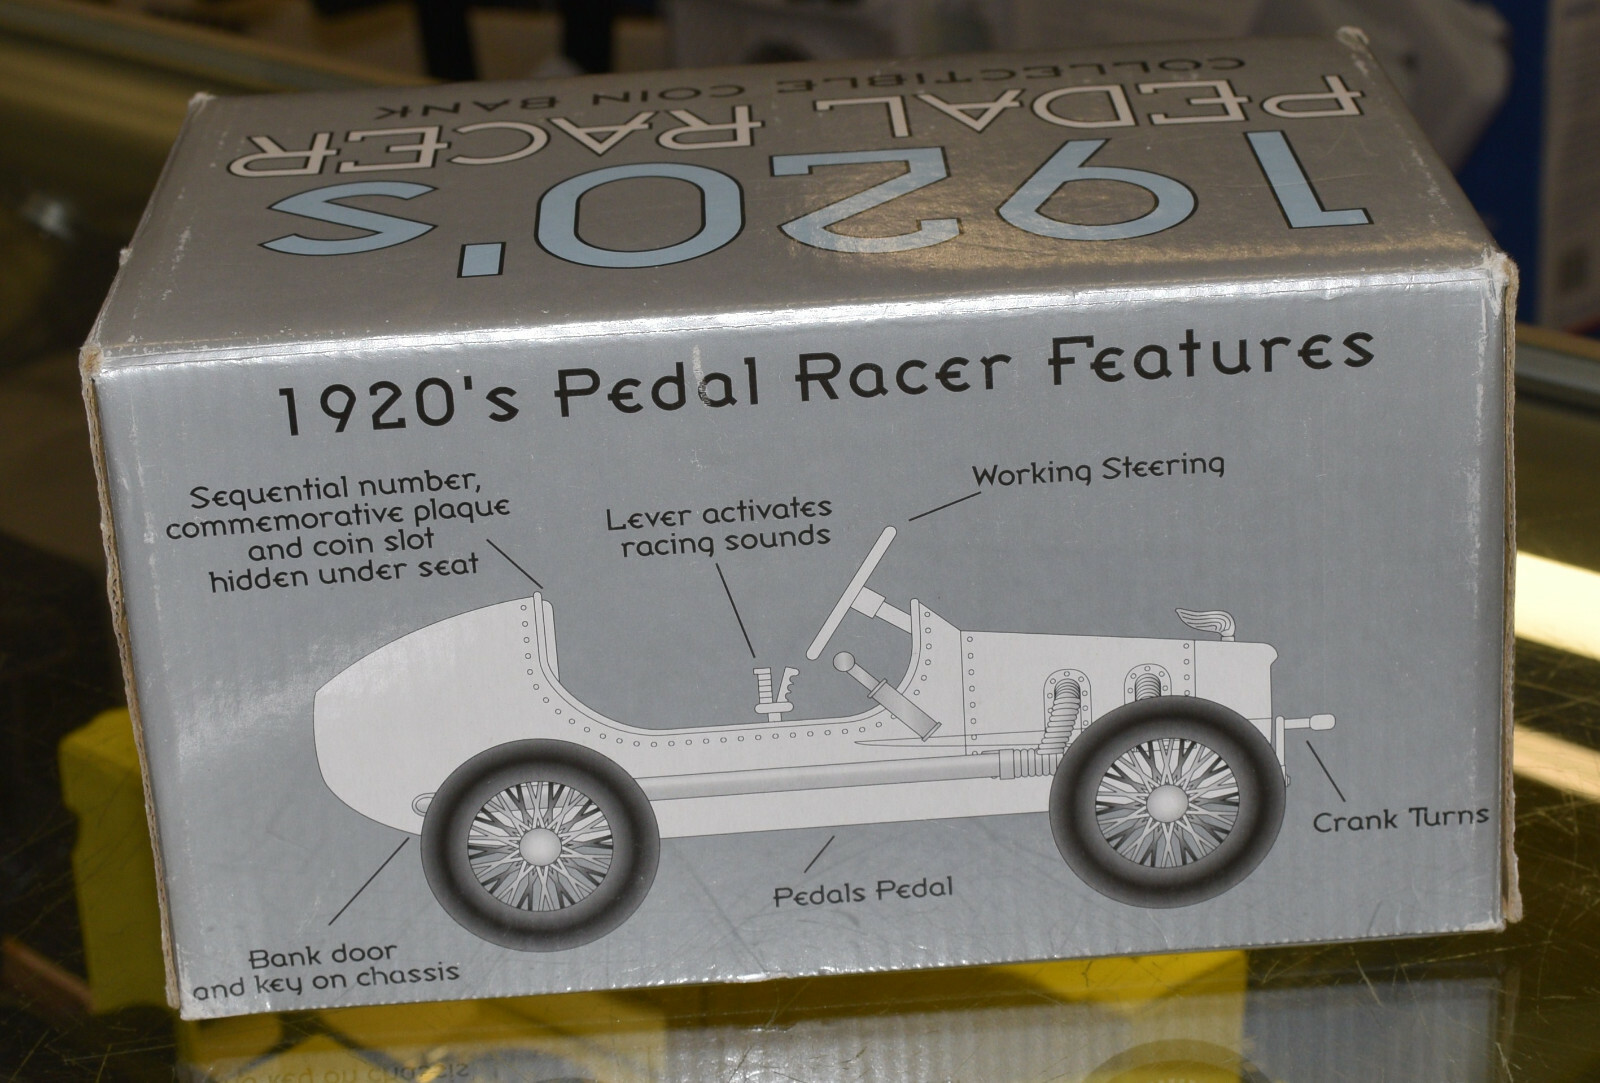 1920's
PEDAL RACER
COLLECTIBLE COIN BANK
1920's Pedal Racer Features
Sequential number,
commemorative plaque
and coin slot
hidden under seat
Lever activates
racing sounds
Working Steering
Crank Turns
Pedals Pedal
Bank door
and key on chassis